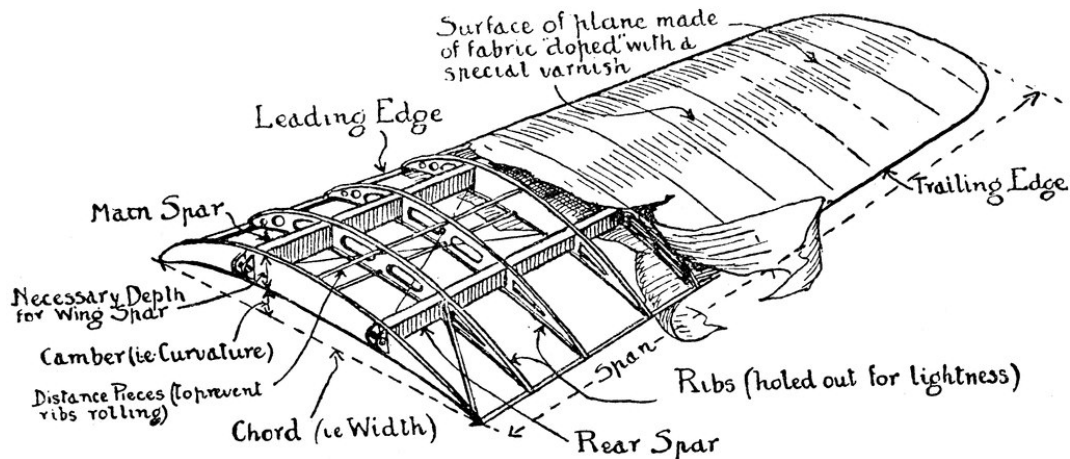 Surface of plane made
of fabric "doped" with a
special varnish
Leading Edge
Trailing Edge
Main Spar
Necessary Depth
for Wing Spar
Camber (i.e. Curvature)
Distance Pieces (to prevent
ribs rolling)
Chord (ie Width)
Span
Ribs (holed out for lightness)
Rear Spar